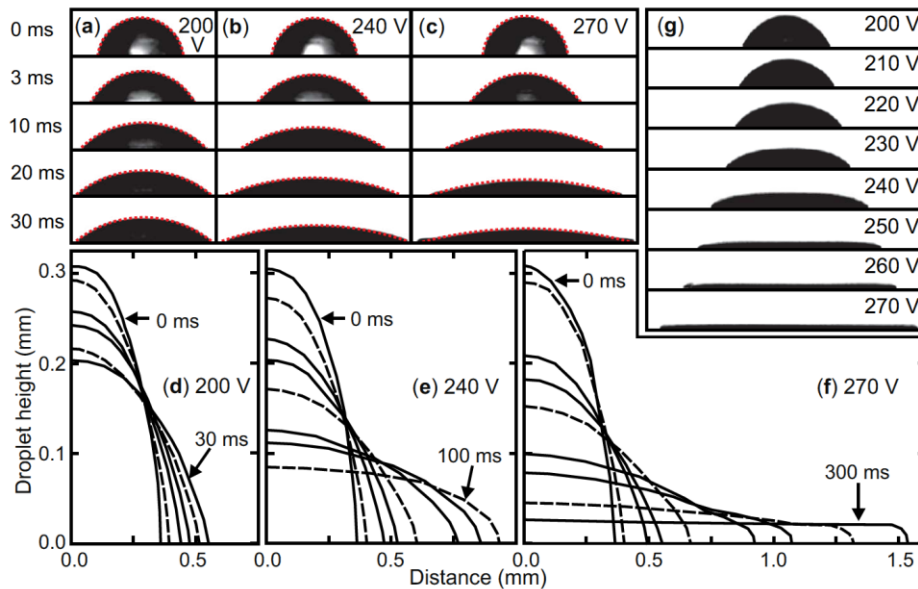 (a) 200 V
(b) 240 V
(c) 270 V
0 ms
3 ms
10 ms
20 ms
30 ms
(g) 200 V
210 V
220 V
230 V
240 V
250 V
260 V
270 V
Droplet height (mm)
0.3
0.2
0.1
0.0
0 ms
(d) 200 V
30 ms
0 ms
(e) 240 V
100 ms
0 ms
(f) 270 V
300 ms
0.0 0.5 0.0 0.5 0.0 0.5 1.0 1.5
Distance (mm)